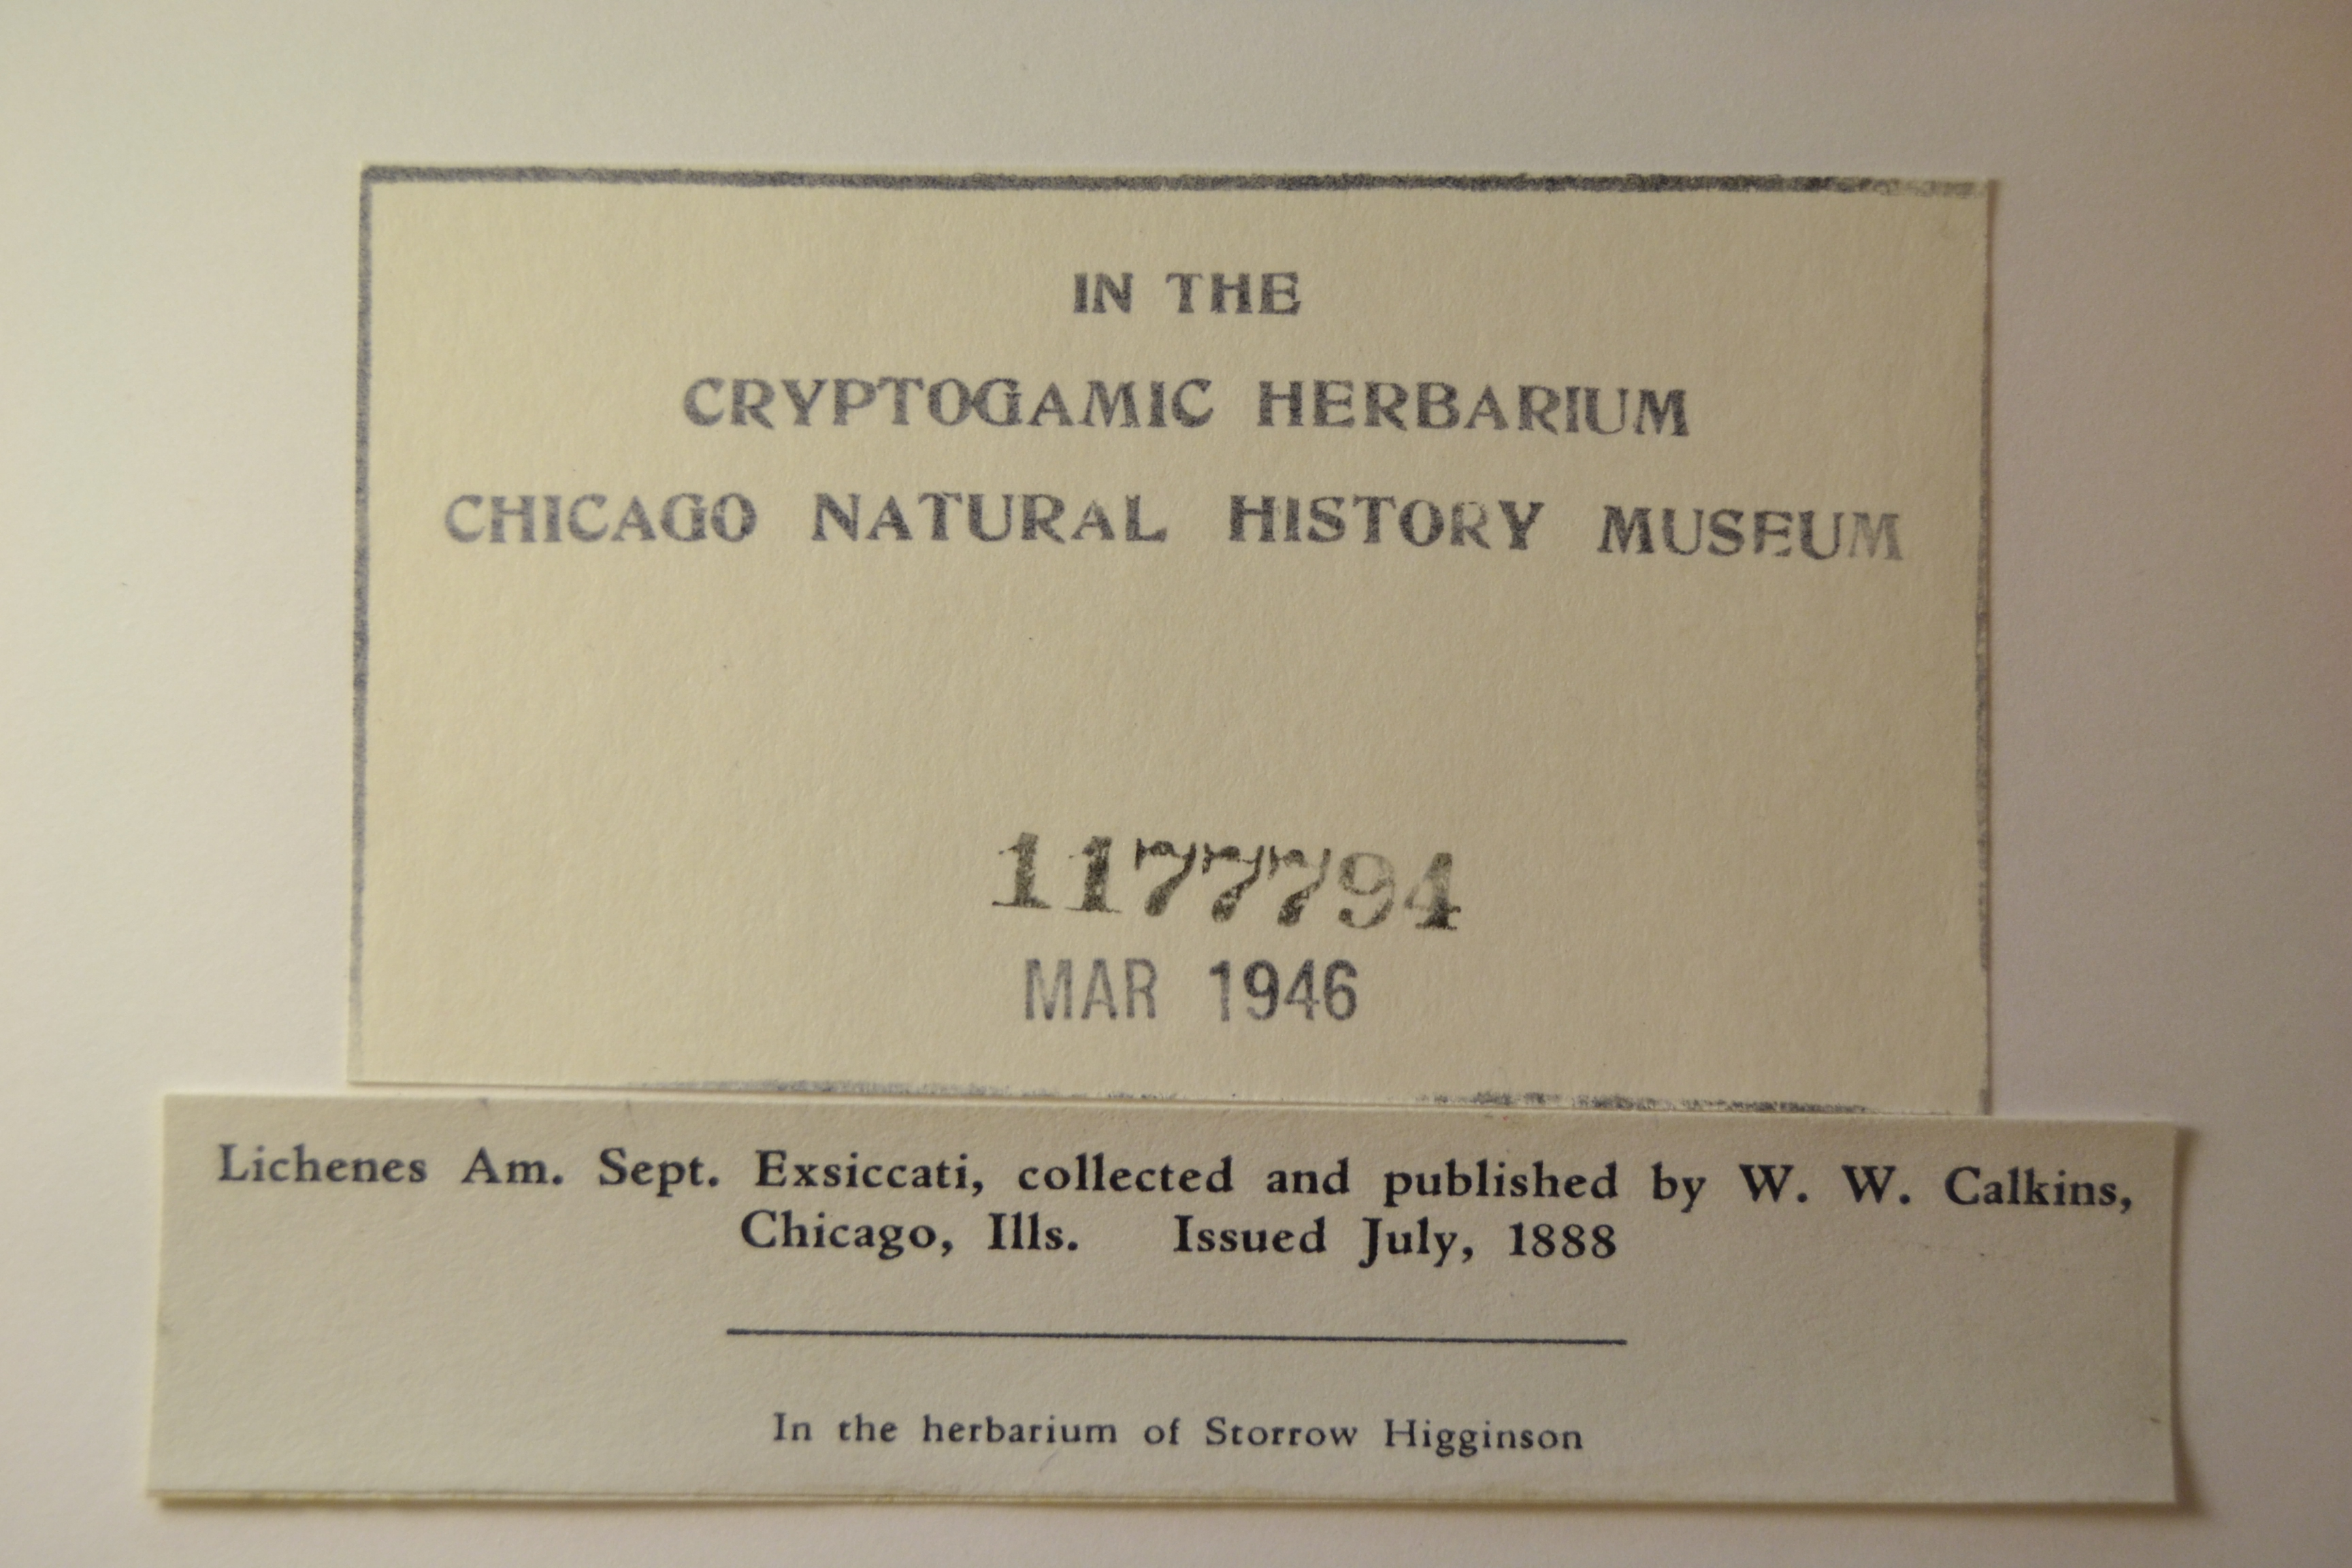 IN THE
CRYPTOGAMIC HERBARIUM
CHICAGO NATURAL HISTORY MUSEUM
1177794
MAR 1946
Lichenes Am. Sept. Exsiccati, collected and published by W. W. Calkins,
Chicago, Ills. Issued July, 1888
In the herbarium of Storrow Higginson